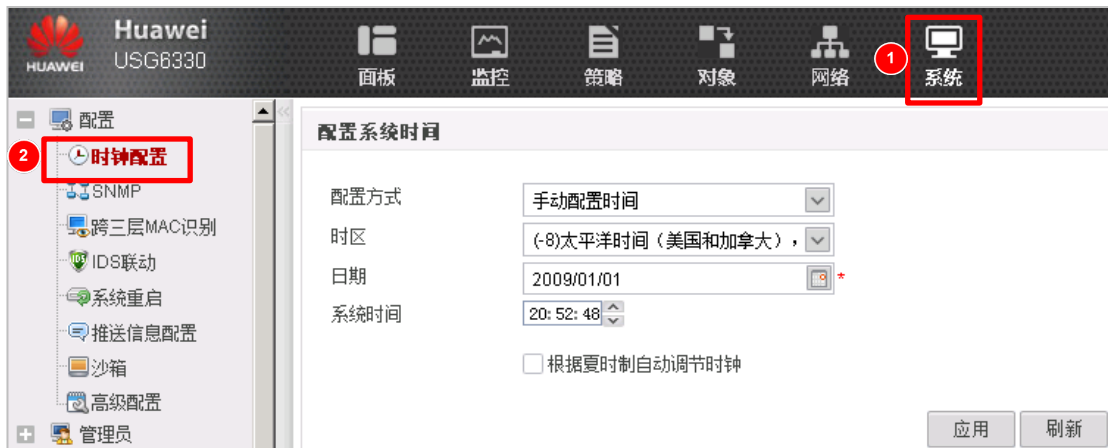 HUAWEI
Huawei
USG6330
面板
监控
策略
对象
网络
1
系统
配置
2
时钟配置
SNMP
跨三层MAC识别
IDS联动
系统重启
推送信息配置
沙箱
高级配置
管理员
配置系统时间
配置方式 手动配置时间
时区 (-8)太平洋时间（美国和加拿大），
日期 2009/01/01 *
系统时间 20: 52: 48
根据夏时制自动调节时钟
应用 刷新